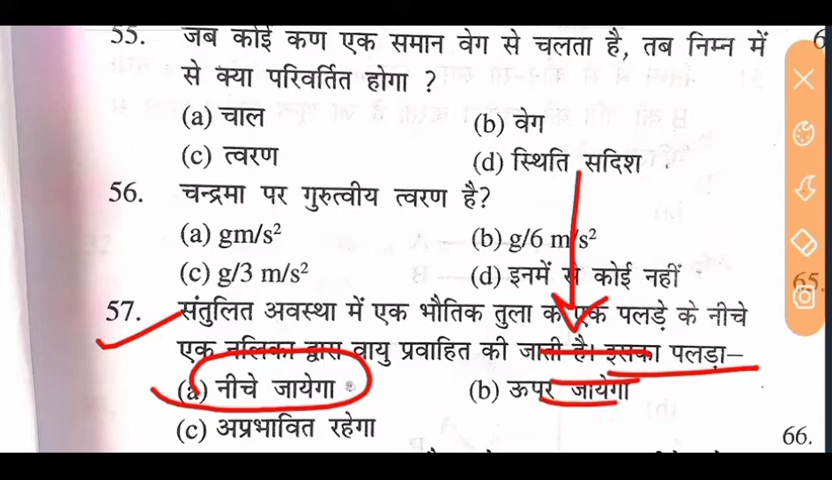 55. जब कोई कण एक समान वेग से चलता है, तब निम्न में
से क्या परिवर्तित होगा ?
(a) चाल (b) वेग
(c) त्वरण (d) स्थिति सदिश
56. चन्द्रमा पर गुरुत्वीय त्वरण है?
(a) gm/s² (b) g/6 m/s²
(c) g/3 m/s² (d) इनमें से कोई नहीं
57. संतुलित अवस्था में एक भौतिक तुला के एक पलड़े के नीचे
एक नलिका द्वारा वायु प्रवाहित की जाती है। इसका पलड़ा–
(a) नीचे जायेगा (b) ऊपर जायेगा
(c) अप्रभावित रहेगा
65.
66.